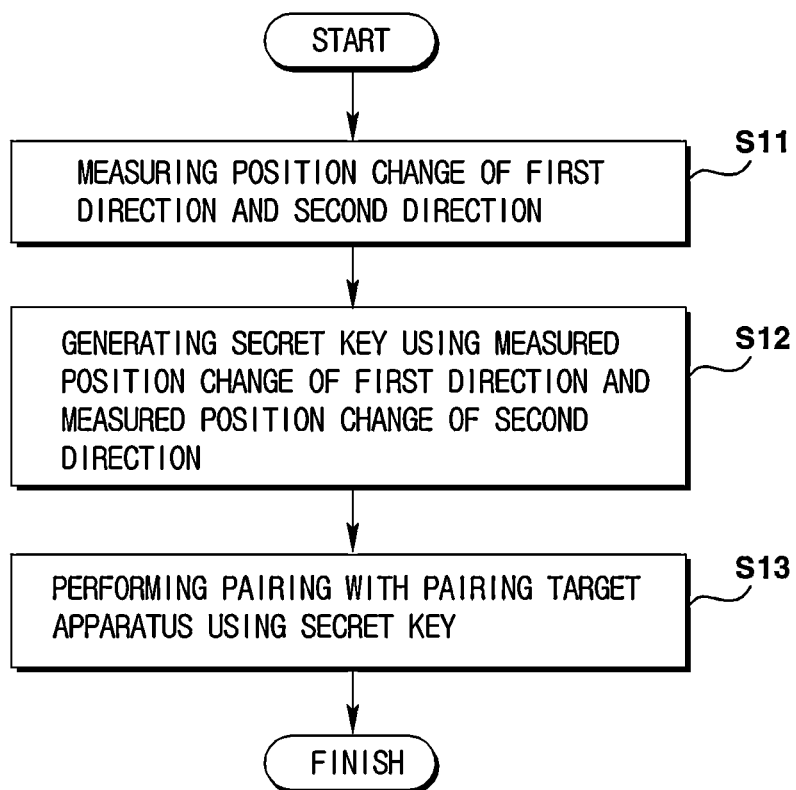 START
S11
MEASURING POSITION CHANGE OF FIRST
DIRECTION AND SECOND DIRECTION
S12
GENERATING SECRET KEY USING MEASURED
POSITION CHANGE OF FIRST DIRECTION AND
MEASURED POSITION CHANGE OF SECOND
DIRECTION
S13
PERFORMING PAIRING WITH PAIRING TARGET
APPARATUS USING SECRET KEY
FINISH